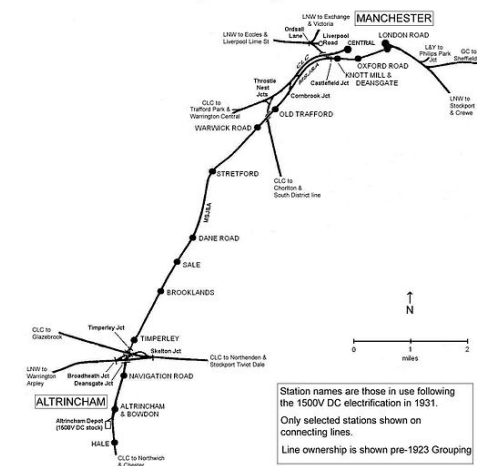 LNW to Exchange
& Victoria
MANCHESTER
Ordsall
Lane
Liverpool
Road
LNW to Eccles &
Liverpool Lime St
CENTRAL
LONDON ROAD
L&Y to
Philips Park
Jct
GC to
Sheffield
OXFORD ROAD
KNOTT MILL &
DEANSGATE
CLC
MSJ&A
Castlefield Jct
Throstle
Nest
Jcts
Cornbrook Jct
LNW to
Stockport
& Crewe
CLC to
Trafford Park &
Warrington Central
OLD TRAFFORD
WARWICK ROAD
STRETFORD
CLC to
Chorlton &
South District line
MSJ&A
DANE ROAD
SALE
BROOKLANDS
N
CLC to
Glazebrook
Timperley Jct
TIMPERLEY
Skelton Jct
CLC to Northenden &
Stockport Tiviot Dale
0
1
2
miles
LNW to
Warrington
Arpley
Broadheath Jct
Deansgate Jct
NAVIGATION ROAD
ALTRINCHAM
ALTRINCHAM
& BOWDON
Altrincham Depot
(1500V DC stock)
HALE
CLC to Northwich
& Chester
Station names are those in use following
the 1500V DC electrification in 1931.
Only selected stations shown on
connecting lines.
Line ownership is shown pre-1923 Grouping